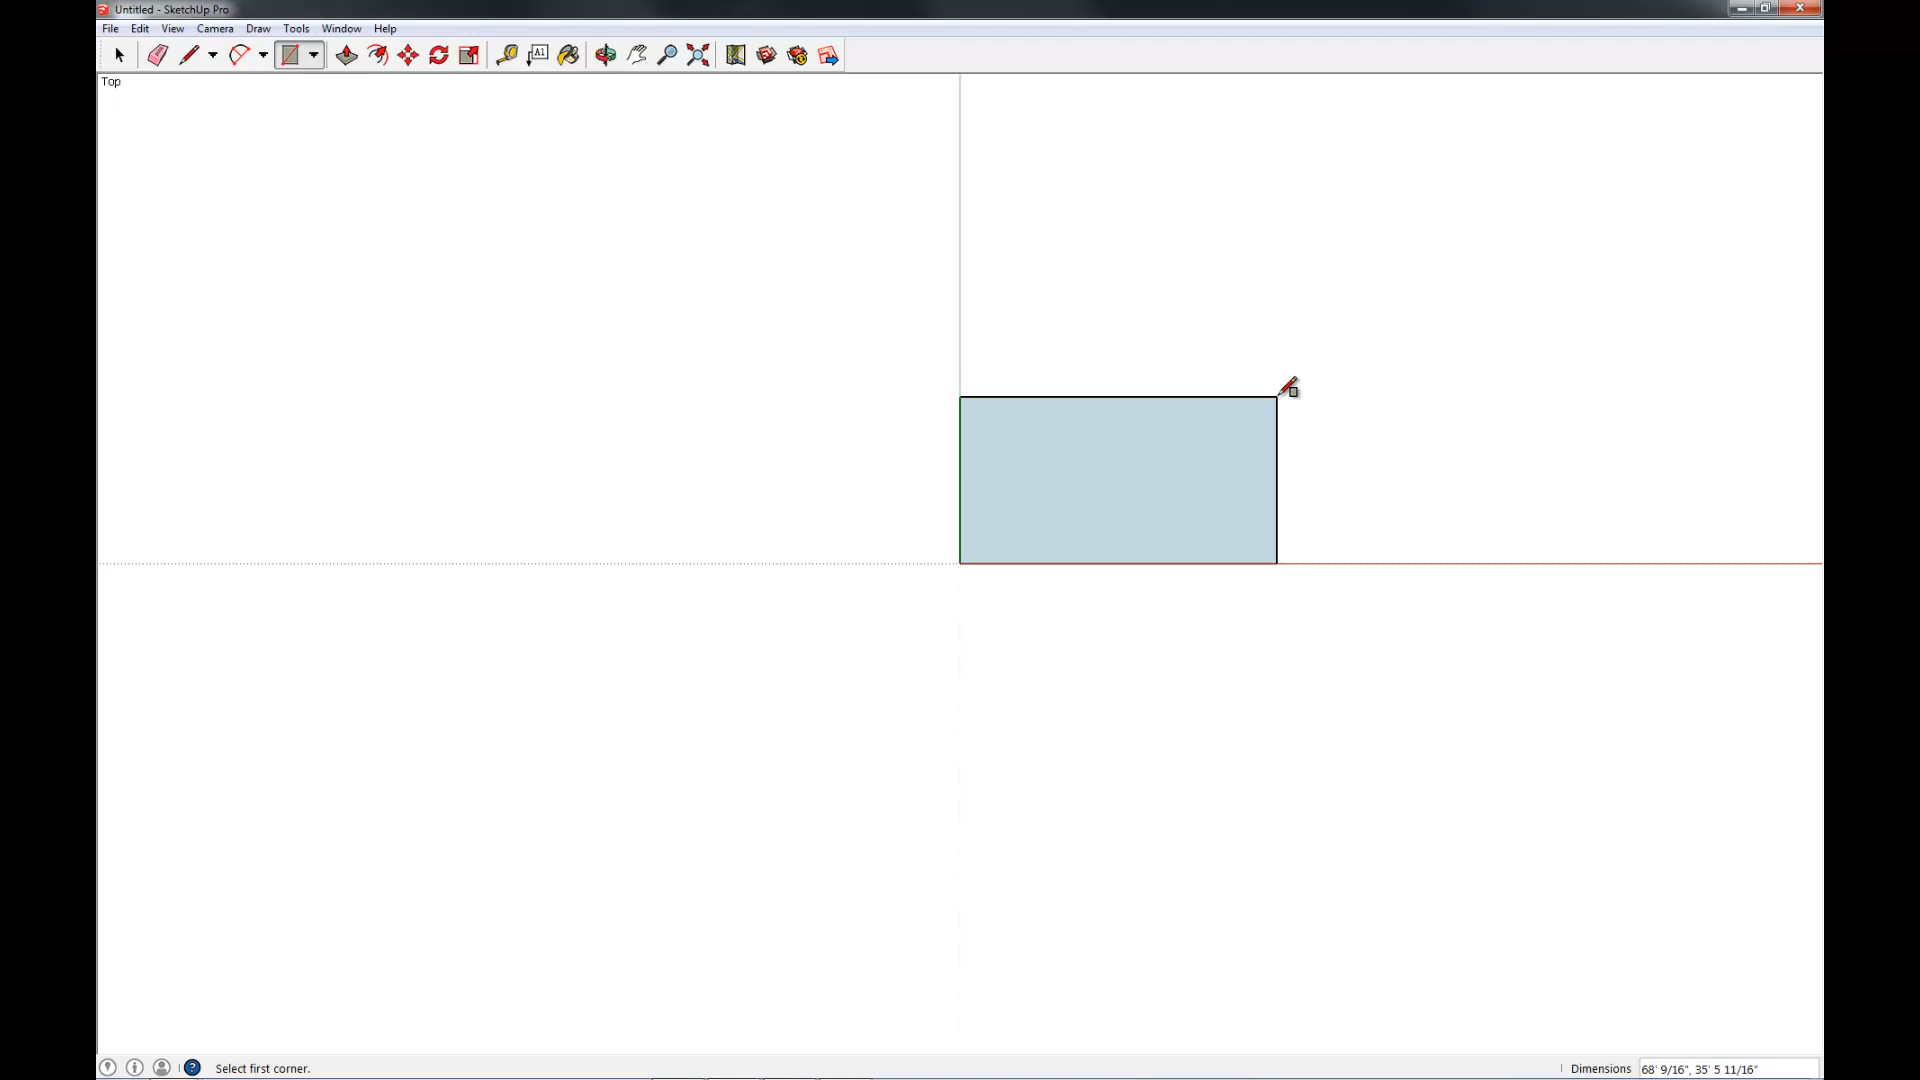 Untitled - SketchUp Pro
File Edit View Camera Draw Tools Window Help
A1
Top
Select first corner.
Dimensions 68' 9/16", 35' 5 11/16"